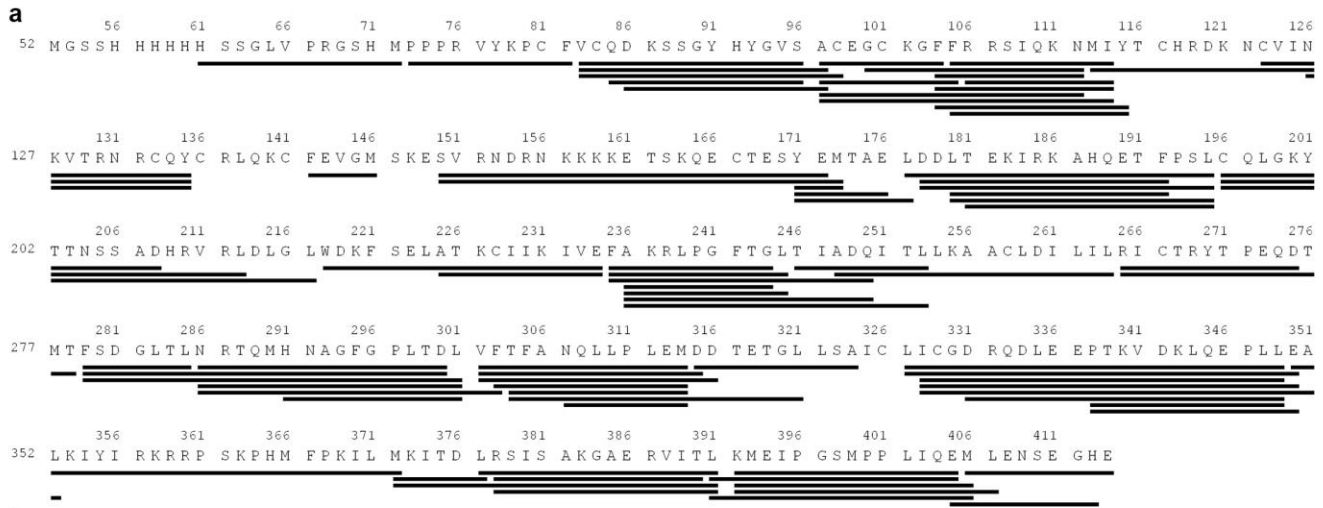 a
56 61 66 71 76 81 86 91 96 101 106 111 116 121 126
52 MGSSH HHHHH SSGLV PRGSH MPPPR VYKPC FVCQD KSSGY HYGVS ACEGC KGFFR RSIQK NMIYT CHRDK NCVIN
131 136 141 146 151 156 161 166 171 176 181 186 191 196 201
127 KVTRN RCQYC RLQKC FEVGM SKESV RNDRN KKKKE TSKQE CTESY EMTAE LDDLT EKIRK AHQET FPSLC QLGKY
206 211 216 221 226 231 236 241 246 251 256 261 266 271 276
202 TTNSS ADHRV RLDLG LWDKF SELAT KCIIK IVEFA KRLPG FTGLT IADQI TLLKA ACLDI LILRI CTRYT PEQDT
281 286 291 296 301 306 311 316 321 326 331 336 341 346 351
277 MTFSD GLTLN RTQMH NAGFG PLTDL VFTFA NQLLP LEMDD TETGL LSAIC LICGD RQDLE EPTKV DKLQE PLLEA
356 361 366 371 376 381 386 391 396 401 406 411
352 LKIYI RKRRP SKPHM FPKIL MKITD LRSIS AKGAE RVITL KMEIP GSMPP LIQEM LENSE GHE